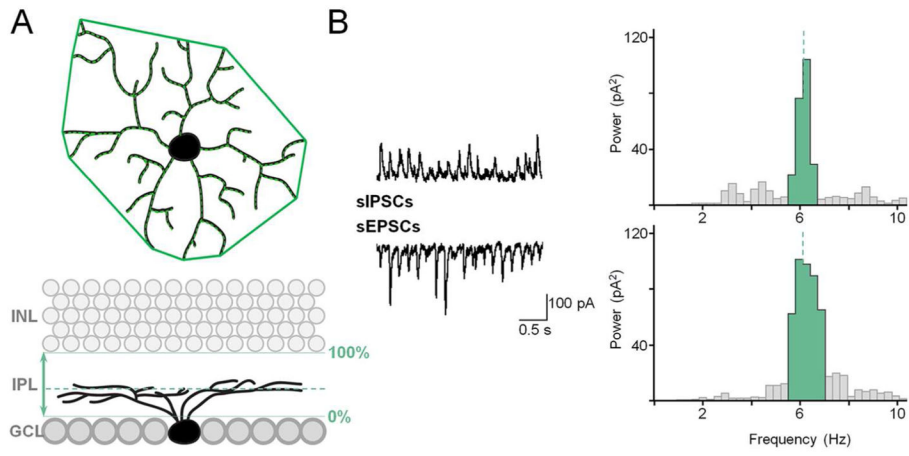 A
INL
100%
IPL
0%
GCL
B
sIPSCs
sEPSCs
100 pA
0.5 s
120
Power (pA²)
40
2
6
10
120
Power (pA²)
40
2
6
10
Frequency (Hz)